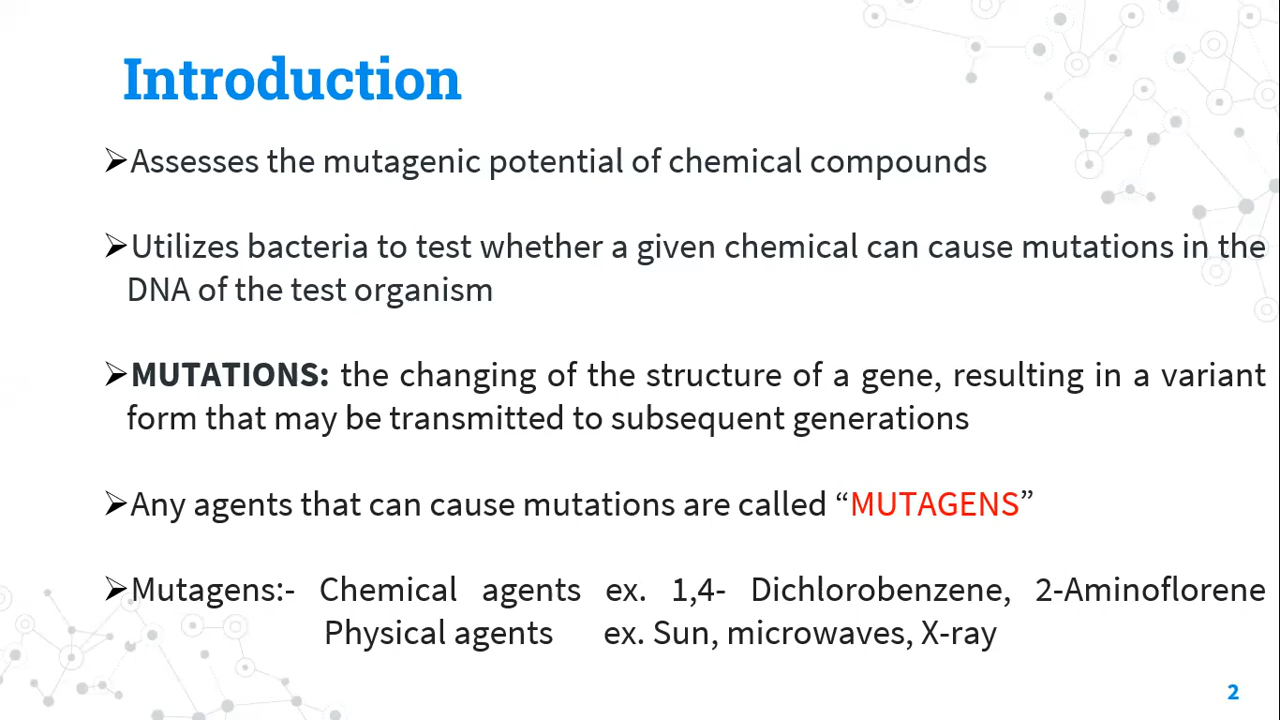 Introduction
➢Assesses the mutagenic potential of chemical compounds
➢Utilizes bacteria to test whether a given chemical can cause mutations in the
DNA of the test organism
➢MUTATIONS: the changing of the structure of a gene, resulting in a variant
form that may be transmitted to subsequent generations
➢Any agents that can cause mutations are called “MUTAGENS”
➢Mutagens:- Chemical agents ex. 1,4- Dichlorobenzene, 2-Aminoflorene
Physical agents ex. Sun, microwaves, X-ray
2